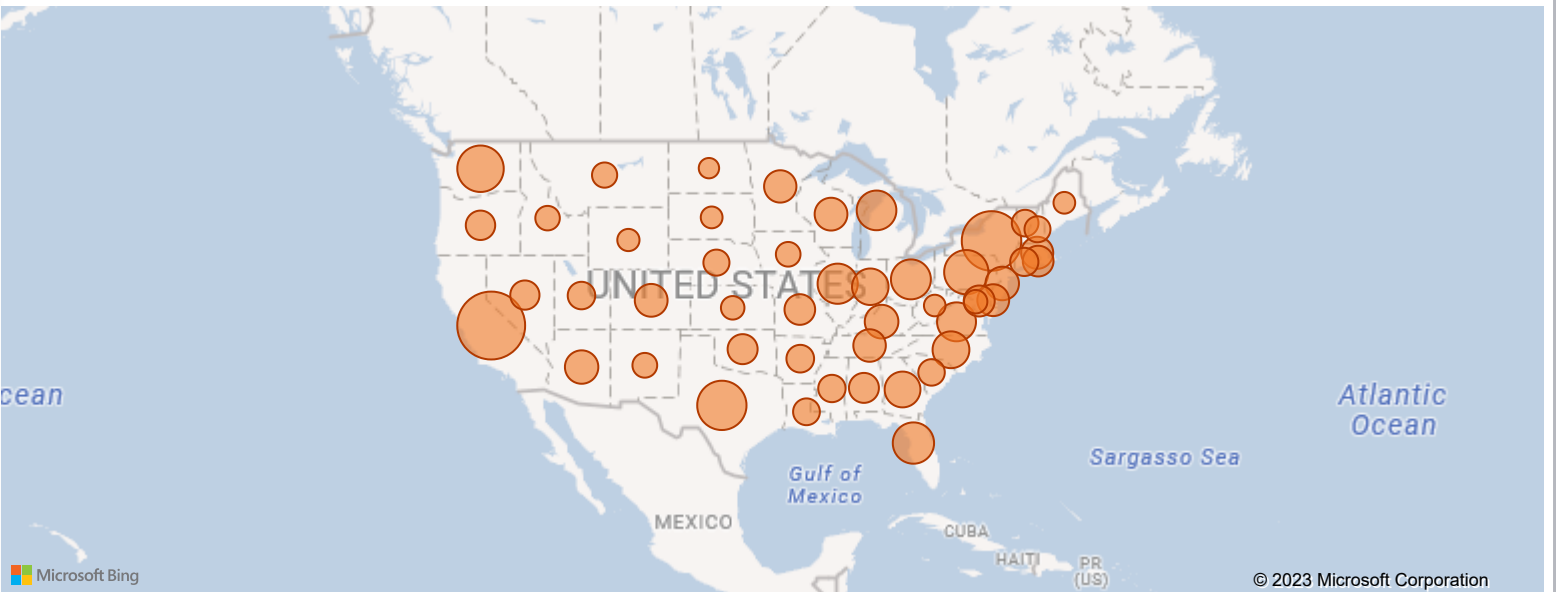 UNITED STATES
cean
Atlantic
Ocean
Sargasso Sea
Gulf of
Mexico
MEXICO
CUBA
HAITI
PR
(US)
Microsoft Bing
© 2023 Microsoft Corporation